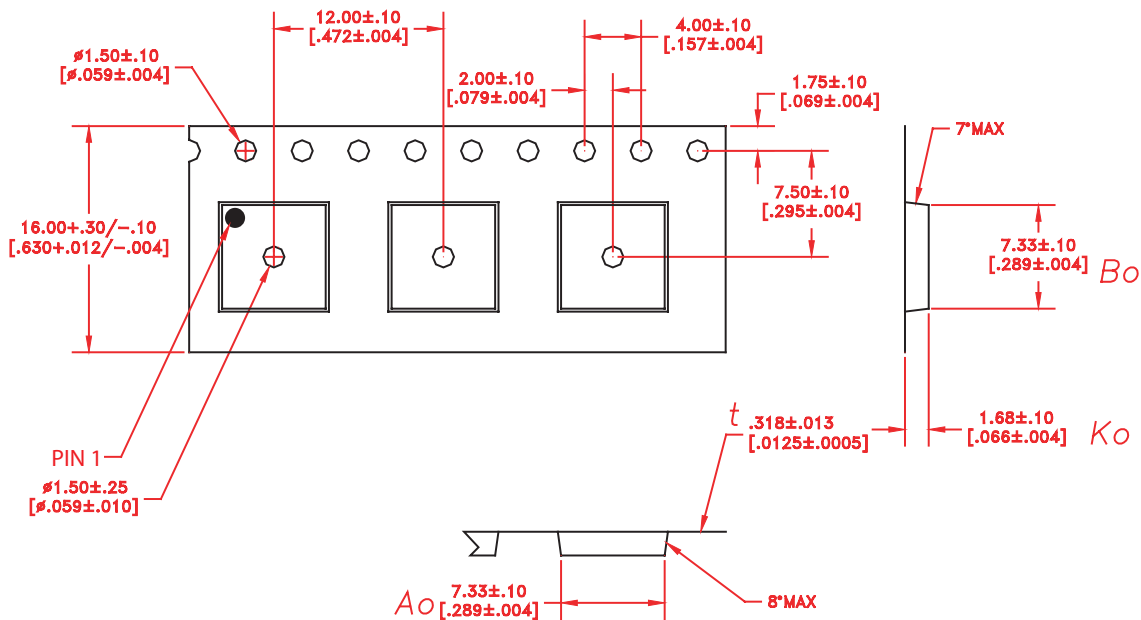 12.00±.10
[.472±.004]
4.00±.10
[.157±.004]
ø1.50±.10
[ø.059±.004]
2.00±.10
[.079±.004]
1.75±.10
[.069±.004]
7°MAX
7.50±.10
[.295±.004]
16.00+.30/−.10
[.630+.012/−.004]
7.33±.10
[.289±.004]
Bo
t
.318±.013
[.0125±.0005]
1.68±.10
[.066±.004]
Ko
PIN 1
ø1.50±.25
[ø.059±.010]
Ao
7.33±.10
[.289±.004]
8°MAX